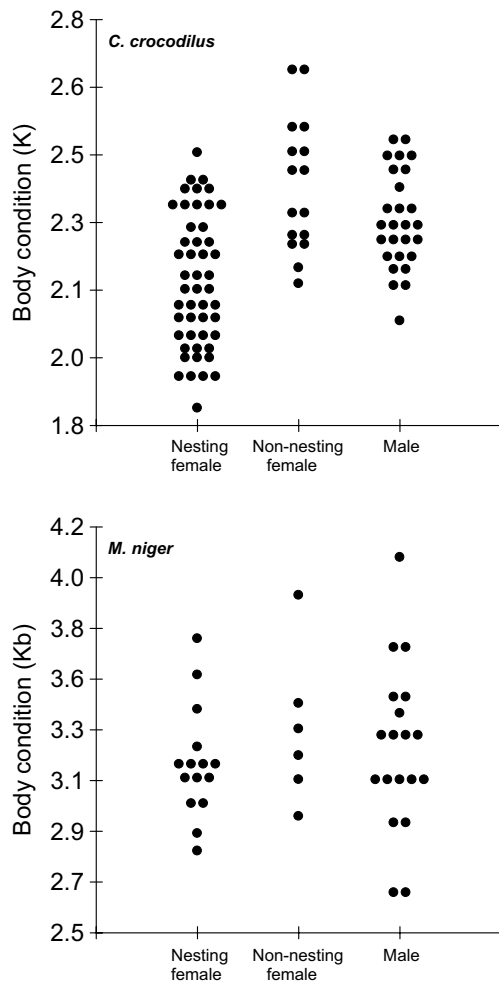 2.8
C. crocodilus
2.6
2.5
2.3
2.1
2.0
1.8
Body condition (K)
Nesting
female
Non-nesting
female
Male
4.2
M. niger
4.0
3.8
3.6
3.3
3.1
2.9
2.7
2.5
Body condition (Kb)
Nesting
female
Non-nesting
female
Male